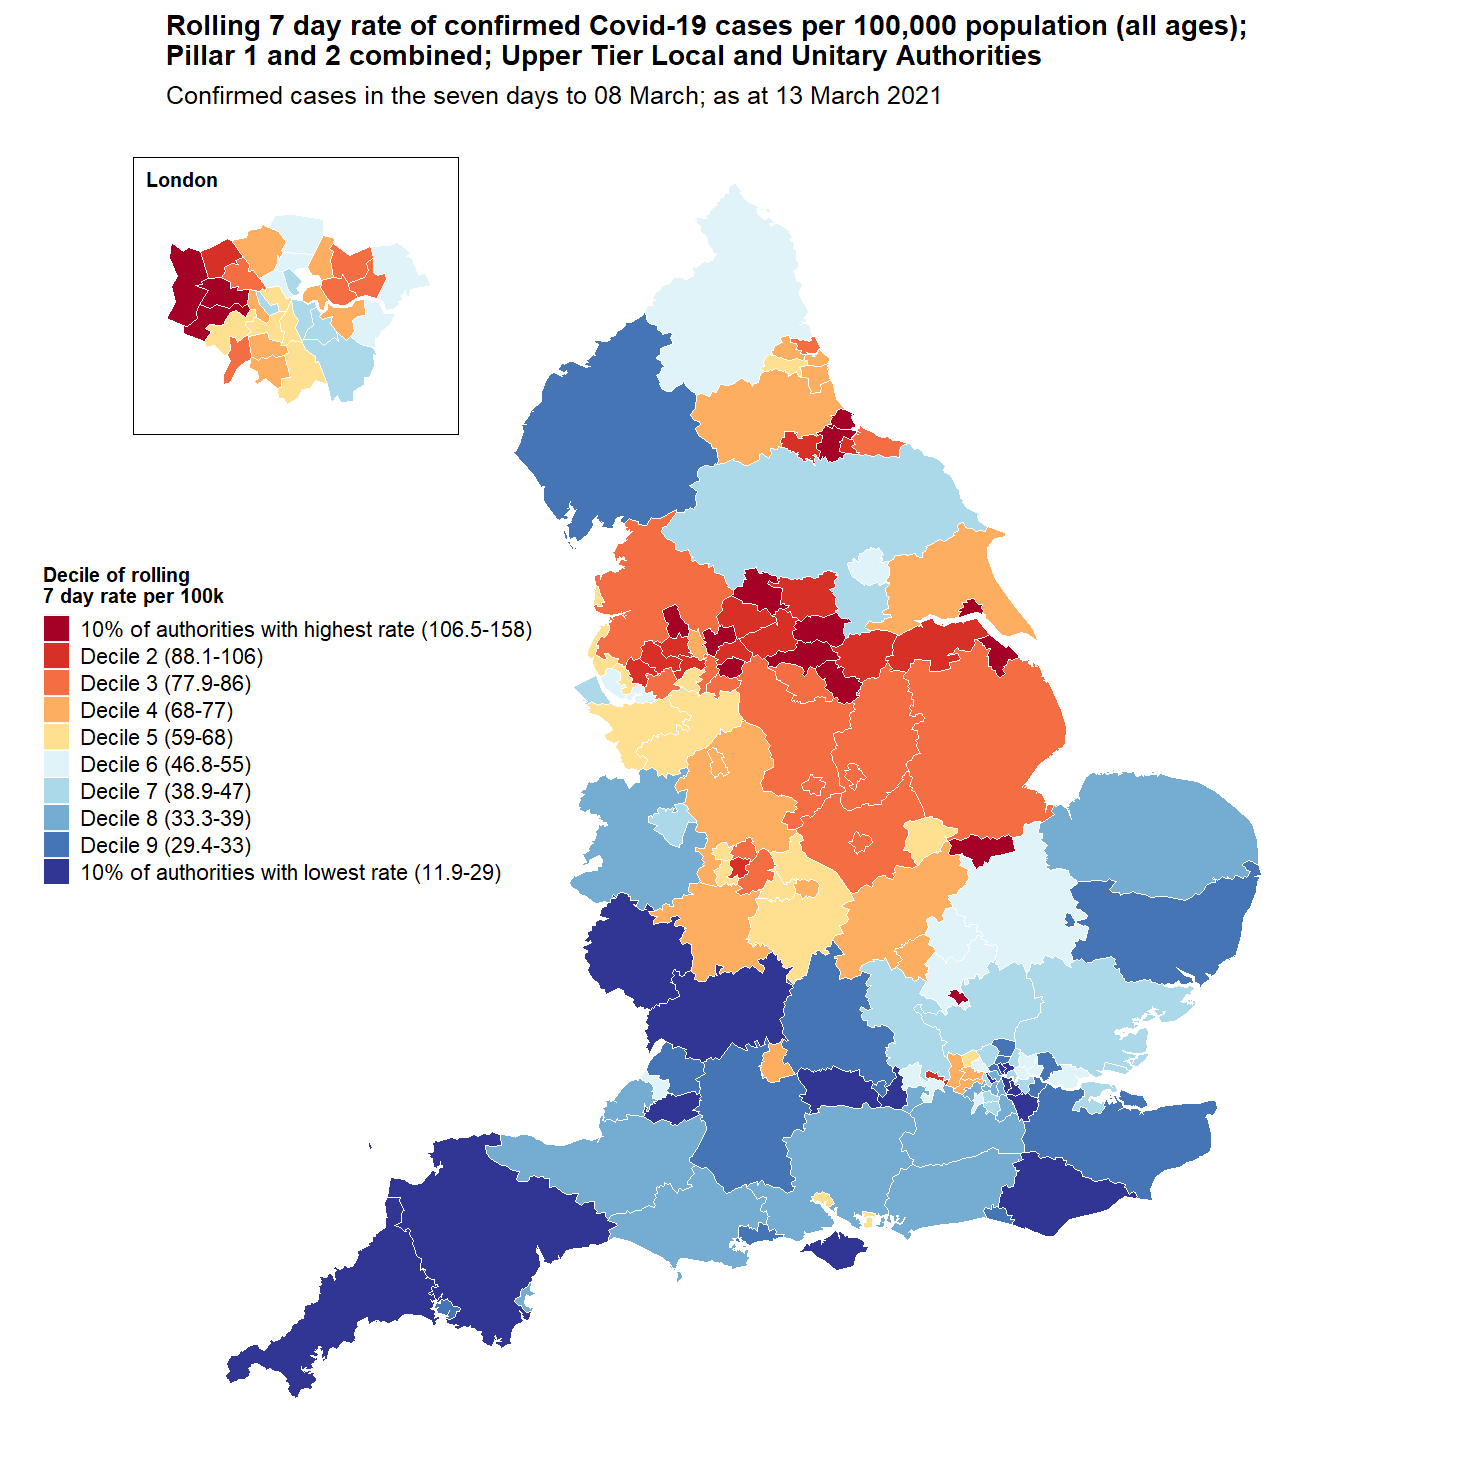 Rolling 7 day rate of confirmed Covid-19 cases per 100,000 population (all ages);
Pillar 1 and 2 combined; Upper Tier Local and Unitary Authorities
Confirmed cases in the seven days to 08 March; as at 13 March 2021
London
Decile of rolling
7 day rate per 100k
10% of authorities with highest rate (106.5-158)
Decile 2 (88.1-106)
Decile 3 (77.9-86)
Decile 4 (68-77)
Decile 5 (59-68)
Decile 6 (46.8-55)
Decile 7 (38.9-47)
Decile 8 (33.3-39)
Decile 9 (29.4-33)
10% of authorities with lowest rate (11.9-29)